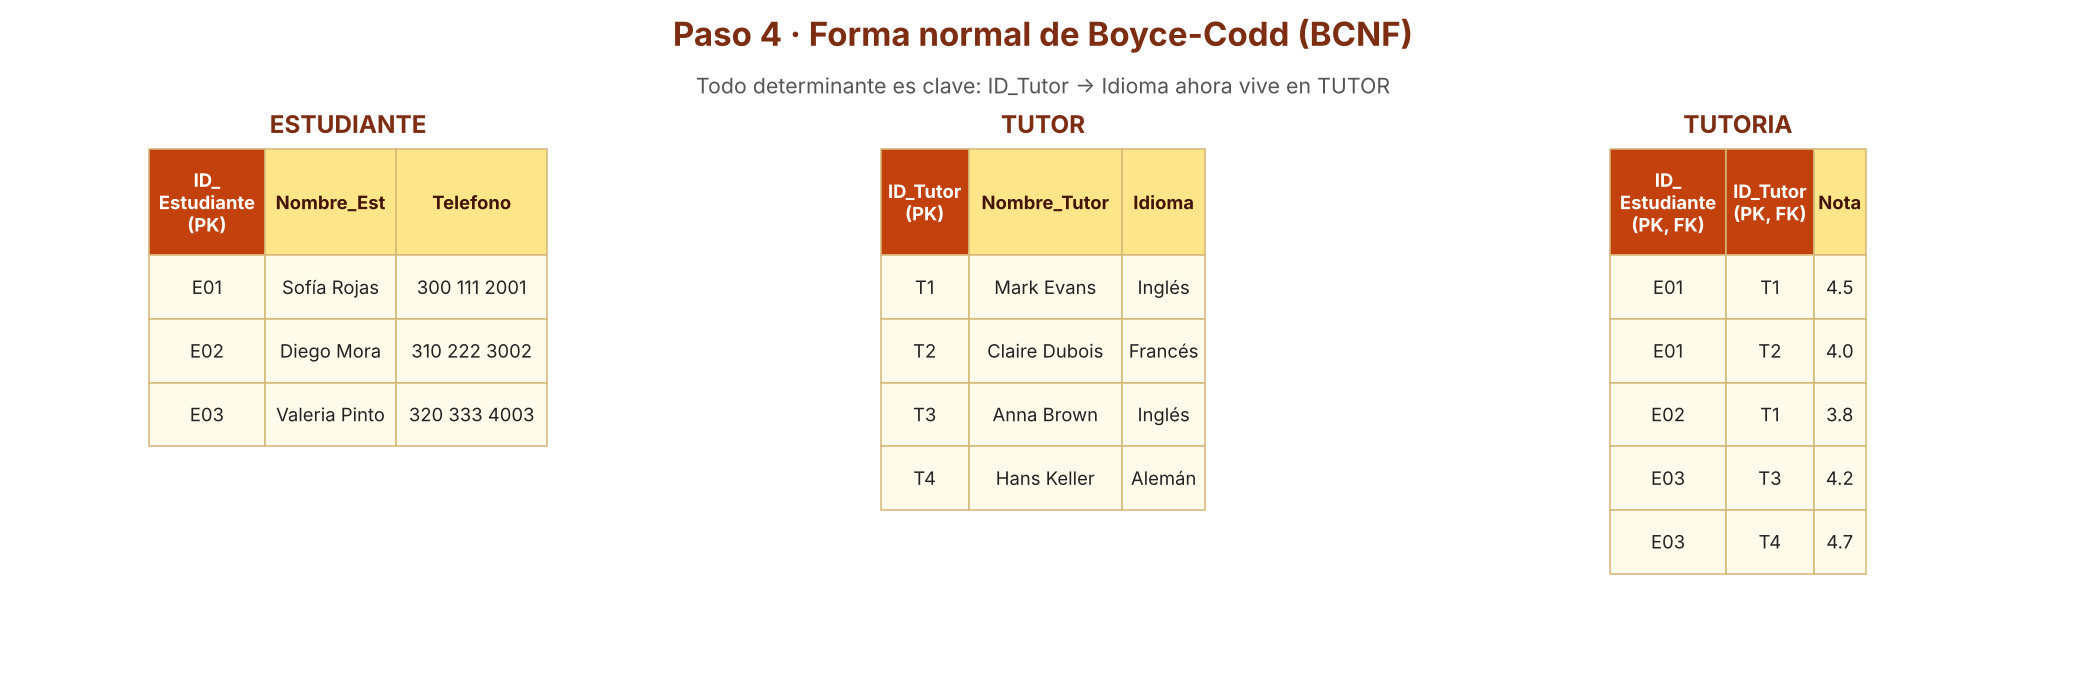 Paso 4 · Forma normal de Boyce-Codd (BCNF)
Todo determinante es clave: ID_Tutor → Idioma ahora vive en TUTOR
ESTUDIANTE
ID_
Estudiante
(PK)
Nombre_Est
Telefono
E01 Sofía Rojas 300 111 2001
E02 Diego Mora 310 222 3002
E03 Valeria Pinto 320 333 4003
TUTOR
ID_Tutor
(PK)
Nombre_Tutor
Idioma
T1 Mark Evans Inglés
T2 Claire Dubois Francés
T3 Anna Brown Inglés
T4 Hans Keller Alemán
TUTORIA
ID_
Estudiante
(PK, FK)
ID_Tutor
(PK, FK)
Nota
E01 T1 4.5
E01 T2 4.0
E02 T1 3.8
E03 T3 4.2
E03 T4 4.7